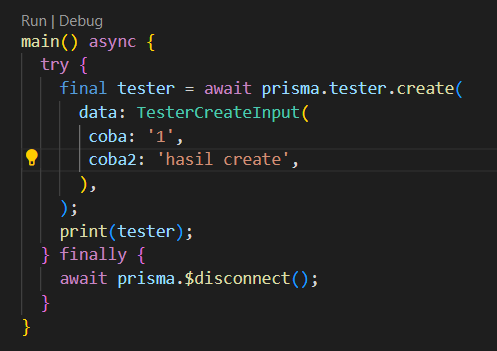 Run | Debug
main() async {
try {
final tester = await prisma.tester.create(
data: TesterCreateInput(
coba: '1',
coba2: 'hasil create',
),
);
print(tester);
} finally {
await prisma.$disconnect();
}
}